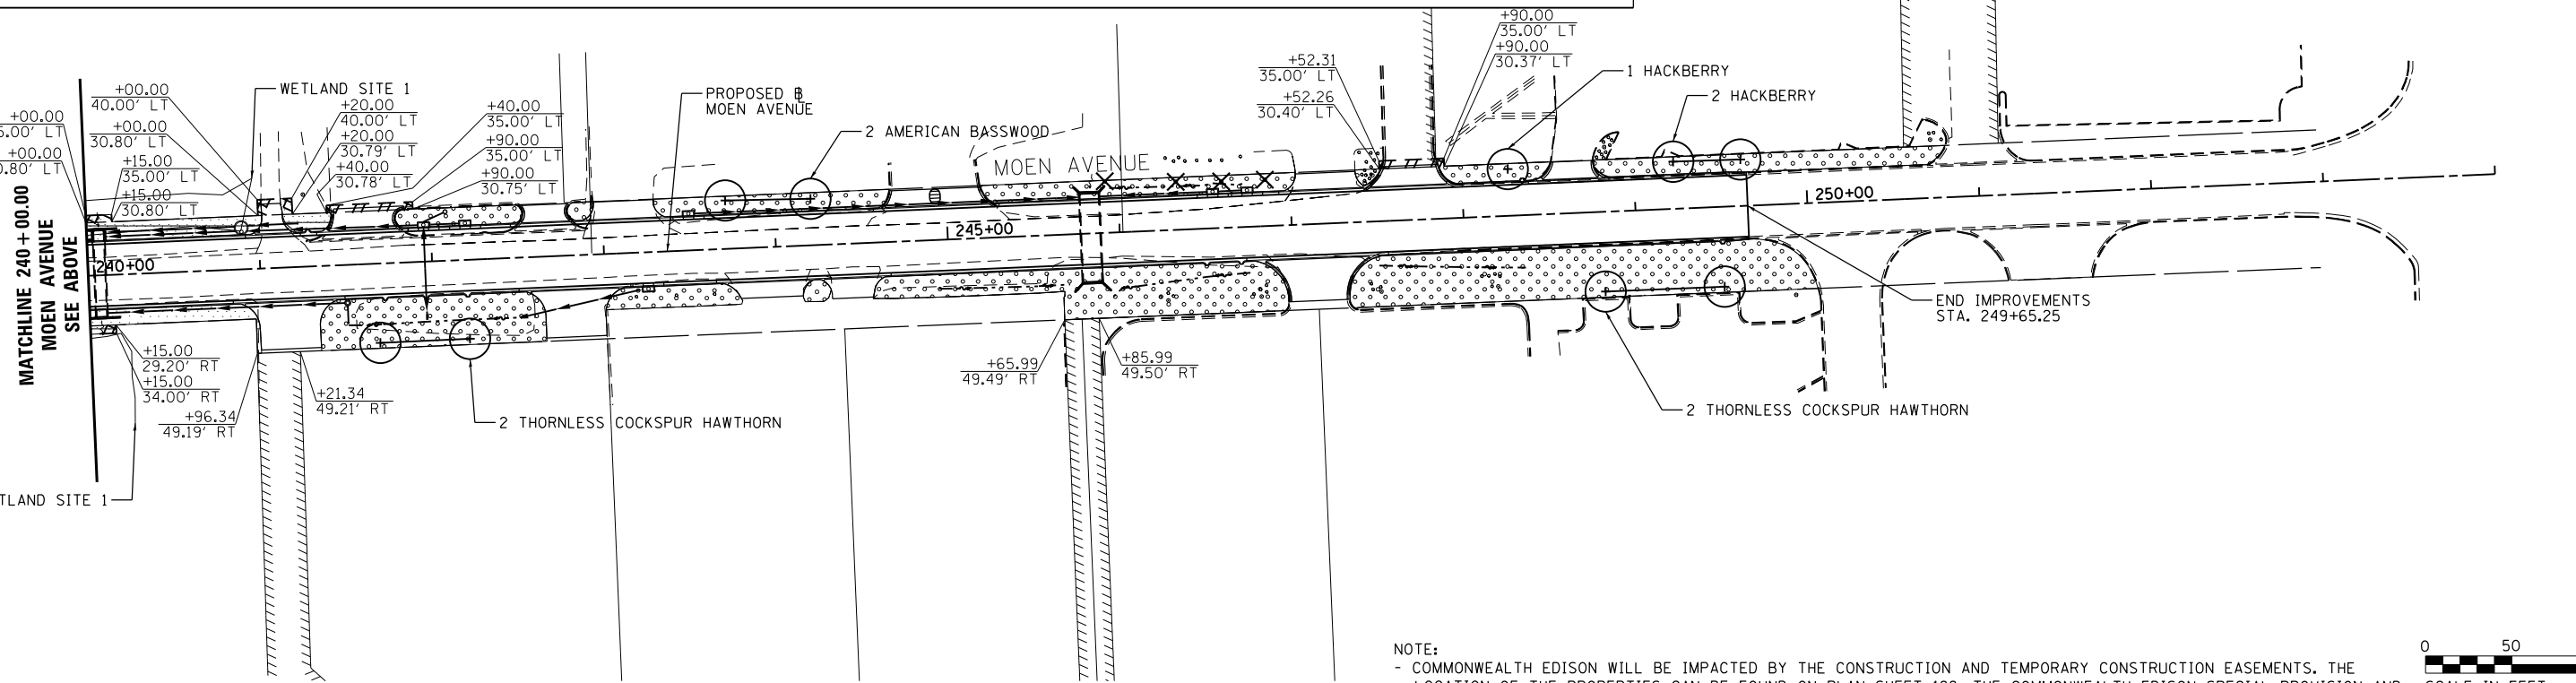 MATCHLINE 240+00.00
MOEN AVENUE
SEE ABOVE
+00.00
5.00' LT
+00.00
0.80' LT
+00.00
40.00' LT
+00.00
30.80' LT
+15.00
35.00' LT
+15.00
30.80' LT
WETLAND SITE 1
+20.00
40.00' LT
+20.00
30.79' LT
+40.00
30.78' LT
+40.00
35.00' LT
+90.00
35.00' LT
+90.00
30.75' LT
PROPOSED
MOEN AVENUE
2 AMERICAN BASSWOOD
MOEN AVENUE
+52.31
35.00' LT
+52.26
30.40' LT
+90.00
35.00' LT
+90.00
30.37' LT
1 HACKBERRY
2 HACKBERRY
240+00
245+00
250+00
END IMPROVEMENTS
STA. 249+65.25
+15.00
29.20' RT
+15.00
34.00' RT
+96.34
49.19' RT
+21.34
49.21' RT
2 THORNLESS COCKSPUR HAWTHORN
+65.99
49.49' RT
+85.99
49.50' RT
2 THORNLESS COCKSPUR HAWTHORN
TLAND SITE 1
NOTE:
- COMMONWEALTH EDISON WILL BE IMPACTED BY THE CONSTRUCTION AND TEMPORARY CONSTRUCTION EASEMENTS. THE
0 50